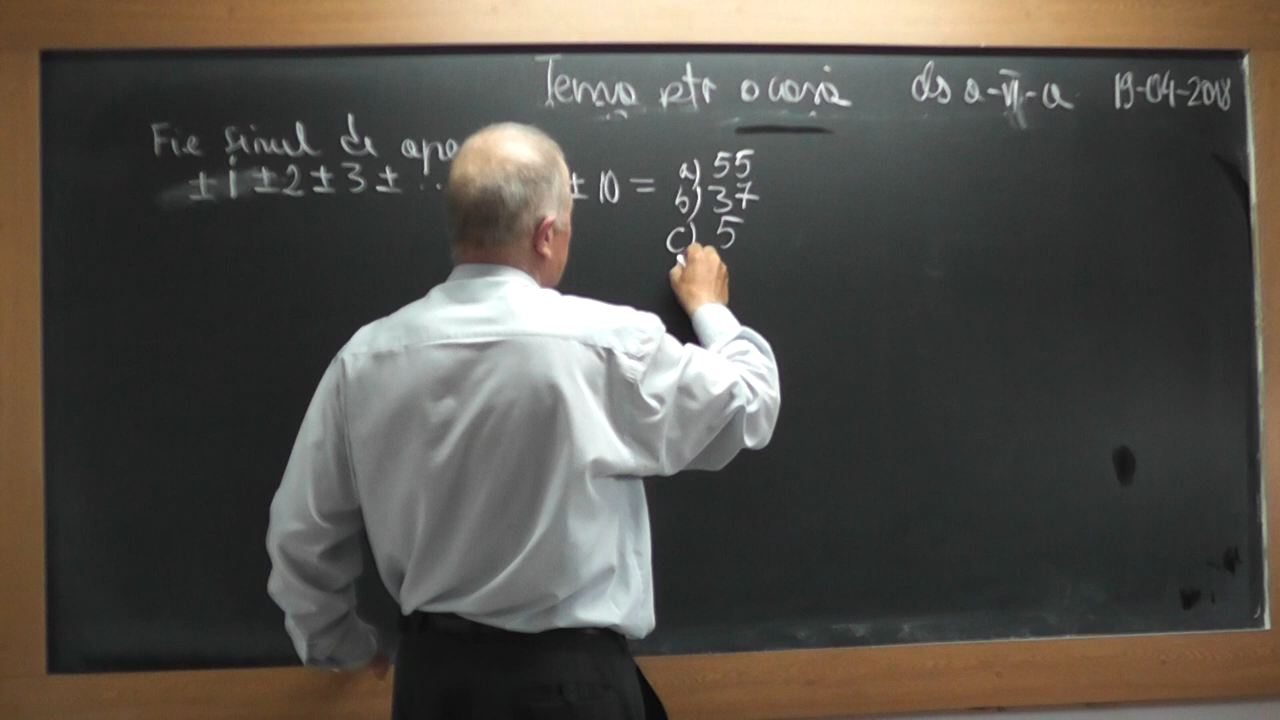 Tema ptr acasă cls a-VI-a 19-04-2018
Fie șirul de
±1±2±3±... ±10=
a) 55
b) 37
c) 5